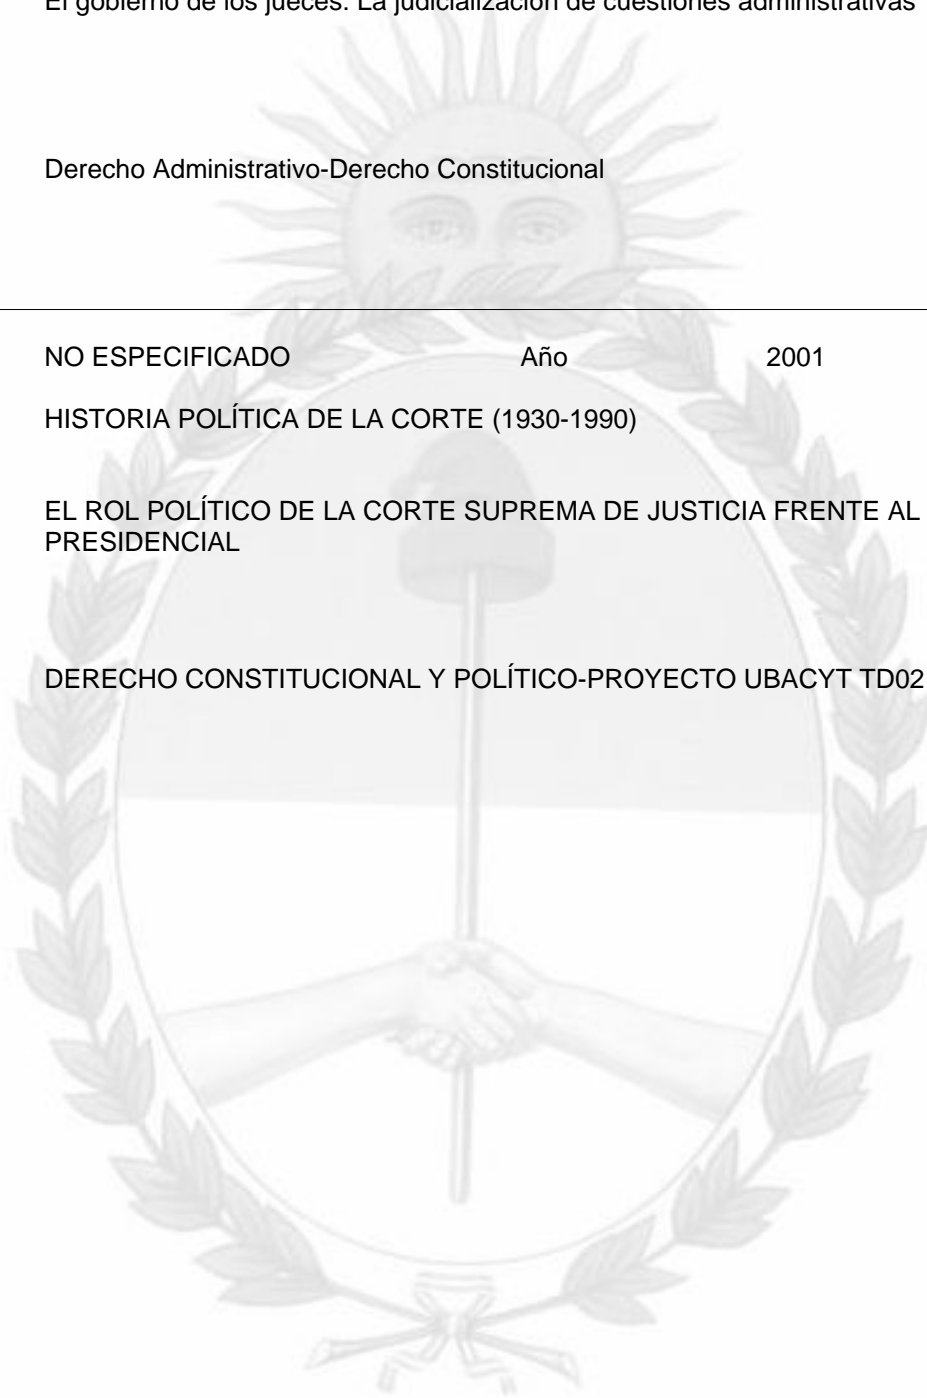 El gobierno de los jueces. La judicialización de cuestiones administrativas
Derecho Administrativo-Derecho Constitucional
NO ESPECIFICADO Año 2001
HISTORIA POLÍTICA DE LA CORTE (1930-1990)
EL ROL POLÍTICO DE LA CORTE SUPREMA DE JUSTICIA FRENTE AL
PRESIDENCIAL
DERECHO CONSTITUCIONAL Y POLÍTICO-PROYECTO UBACYT TD02